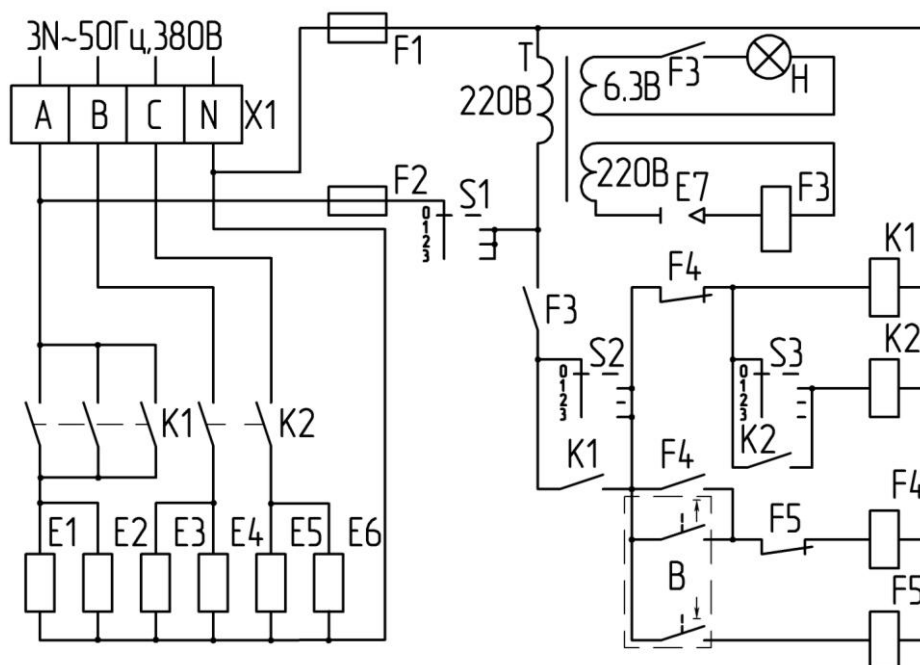 3N~50Гц,380В
F1
A B C N X1
T
220В
6.3В
F3
H
220В
E7
F3
F2
S1
0
1
2
3
F4
K1
F3
S2
0
1
2
3
S3
0
1
2
3
K2
K1
K2
K1
F4
K2
F4
F5
B
F5
E1 E2 E3 E4 E5 E6